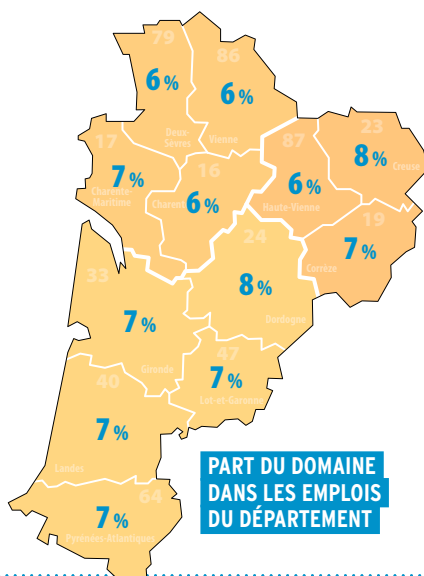 79
6 %
Deux-
Sèvres
86
6 %
Vienne
17
7 %
Charente
Maritime
16
Charente
6 %
87
6 %
Haute-Vienne
23
8 %
Creuse
19
7 %
Corrèze
24
8 %
Dordogne
33
7 %
Gironde
47
7 %
Lot-et-Garonne
40
7 %
Landes
64
7 %
Pyrénées-Atlantiques
PART DU DOMAINE
DANS LES EMPLOIS
DU DÉPARTEMENT